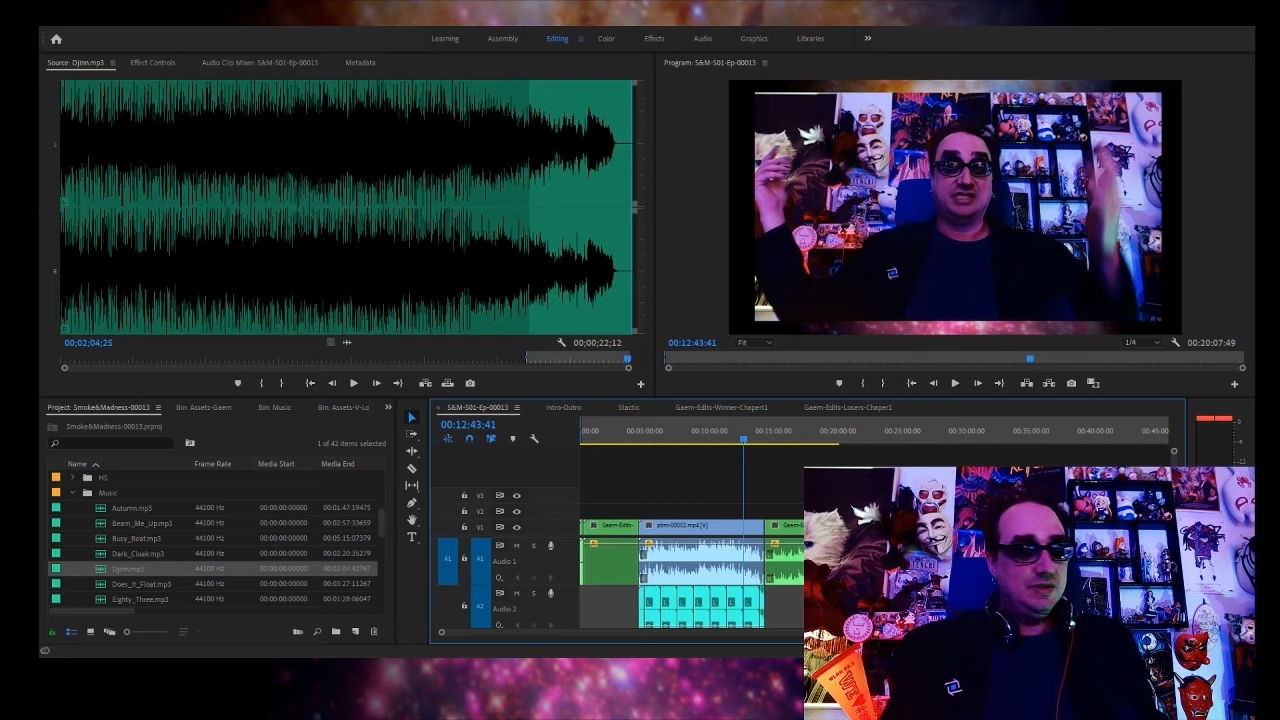 Learning Assembly Editing Color Effects Audio Graphics Libraries
Source: Djinn.mp3 Effect Controls Audio Clip Mixer: S&M-S01-Ep-00013 Metadata
Program: S&M-S01-Ep-00013
L
R
00;02;04;25 00;00;22;12
00;12;43;41 Fit 1/4 00;20;07;49
Project: Smoke&Madness-00013 Bin: Assets-Gaem Bin: Music Bin: Assets-V-Lo
Smoke&Madness-00013.prproj
1 of 42 items selected
Name Frame Rate Media Start Media End
HS
Music
Autumn.mp3 44100 Hz 00:00:00:00000 00:01:47:19475
Beam_Me_Up.mp3 44100 Hz 00:00:00:00000 00:02:57:33659
Busy_Beat.mp3 44100 Hz 00:00:00:00000 00:05:15:07379
Dark_Cloak.mp3 44100 Hz 00:00:00:00000 00:02:20:35279
Djinn.mp3 44100 Hz 00:00:00:00000 00:02:04:42767
Does_It_Float.mp3 44100 Hz 00:00:00:00000 00:03:27:11267
Eighty_Three.mp3 44100 Hz 00:00:00:00000 00:01:28:06047
S&M-S01-Ep-00013 Intro-Outro Stactic Gaem-Edits-Winner-Chapert1 Gaem-Edits-Losers-Chaper1
00:12:43:41
:00:00 00:05:00:00 00:10:00:00 00:15:00:00 00:20:00:00 00:25:00:00 00:30:00:00 00:35:00:00 00:40:00:00 00:45:00
0
-6
-12
V3
V2
V1
Gaem-Edits- pbm-00002.mp4 [V] Gaem-E
A1 A1 M S
Audio 1
A2 M S
Audio 2